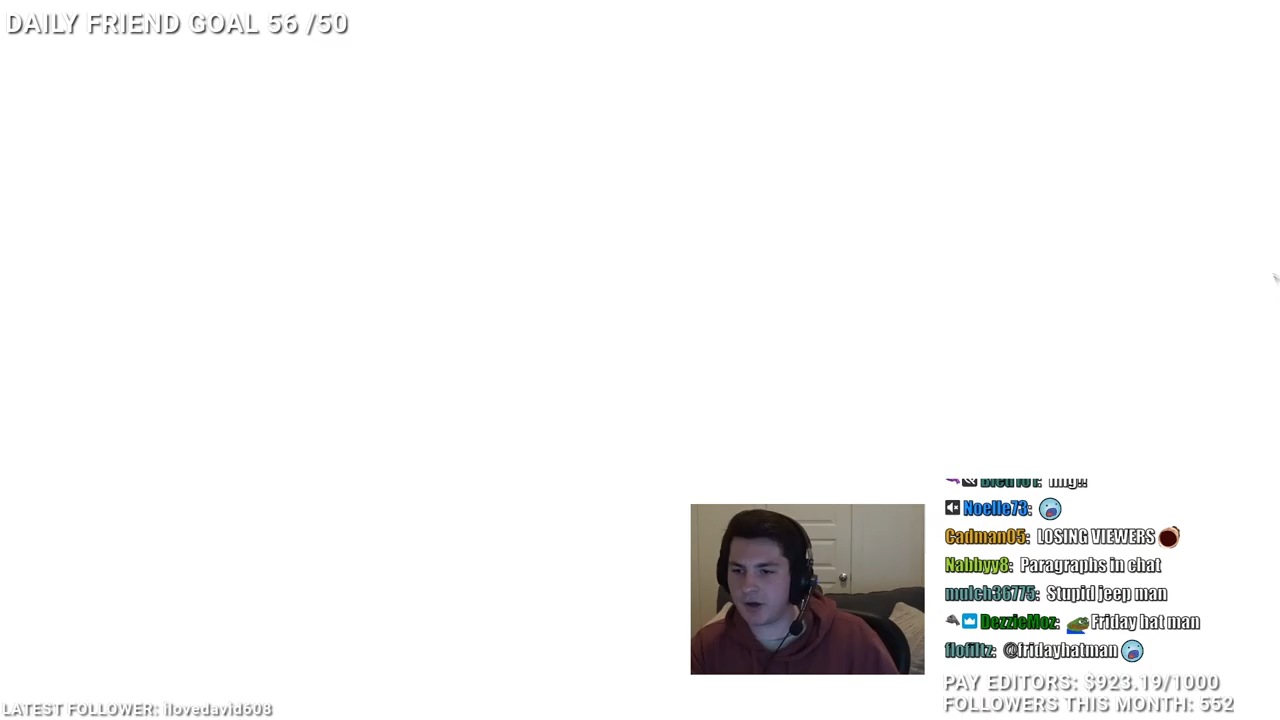 DAILY FRIEND GOAL 56 /50
Noelle73:
Cadman05: LOSING VIEWERS
Nabbyy8: Paragraphs in chat
mulch36775: Stupid jeep man
DezzieMoz: Friday hat man
flofiltz: @fridayhatman
PAY EDITORS: $923.19/1000
FOLLOWERS THIS MONTH: 552
LATEST FOLLOWER: ilovedavid608